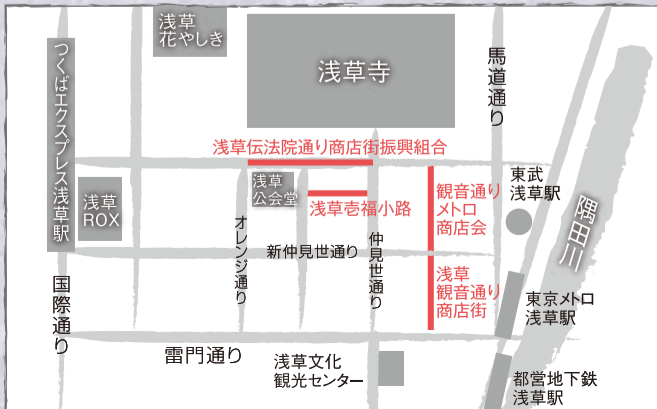 浅草
花やしき
浅草寺
馬道通り
つくばエクスプレス浅草駅
浅草伝法院通り商店街振興組合
浅草
公会堂
浅草
ROX
浅草壱福小路
観音通り
メトロ
商店会
東武
浅草駅
隅田川
オレンジ通り
新仲見世通り
仲見世通り
浅草
観音通り
商店街
国際通り
東京メトロ
浅草駅
雷門通り
浅草文化
観光センター
都営地下鉄
浅草駅